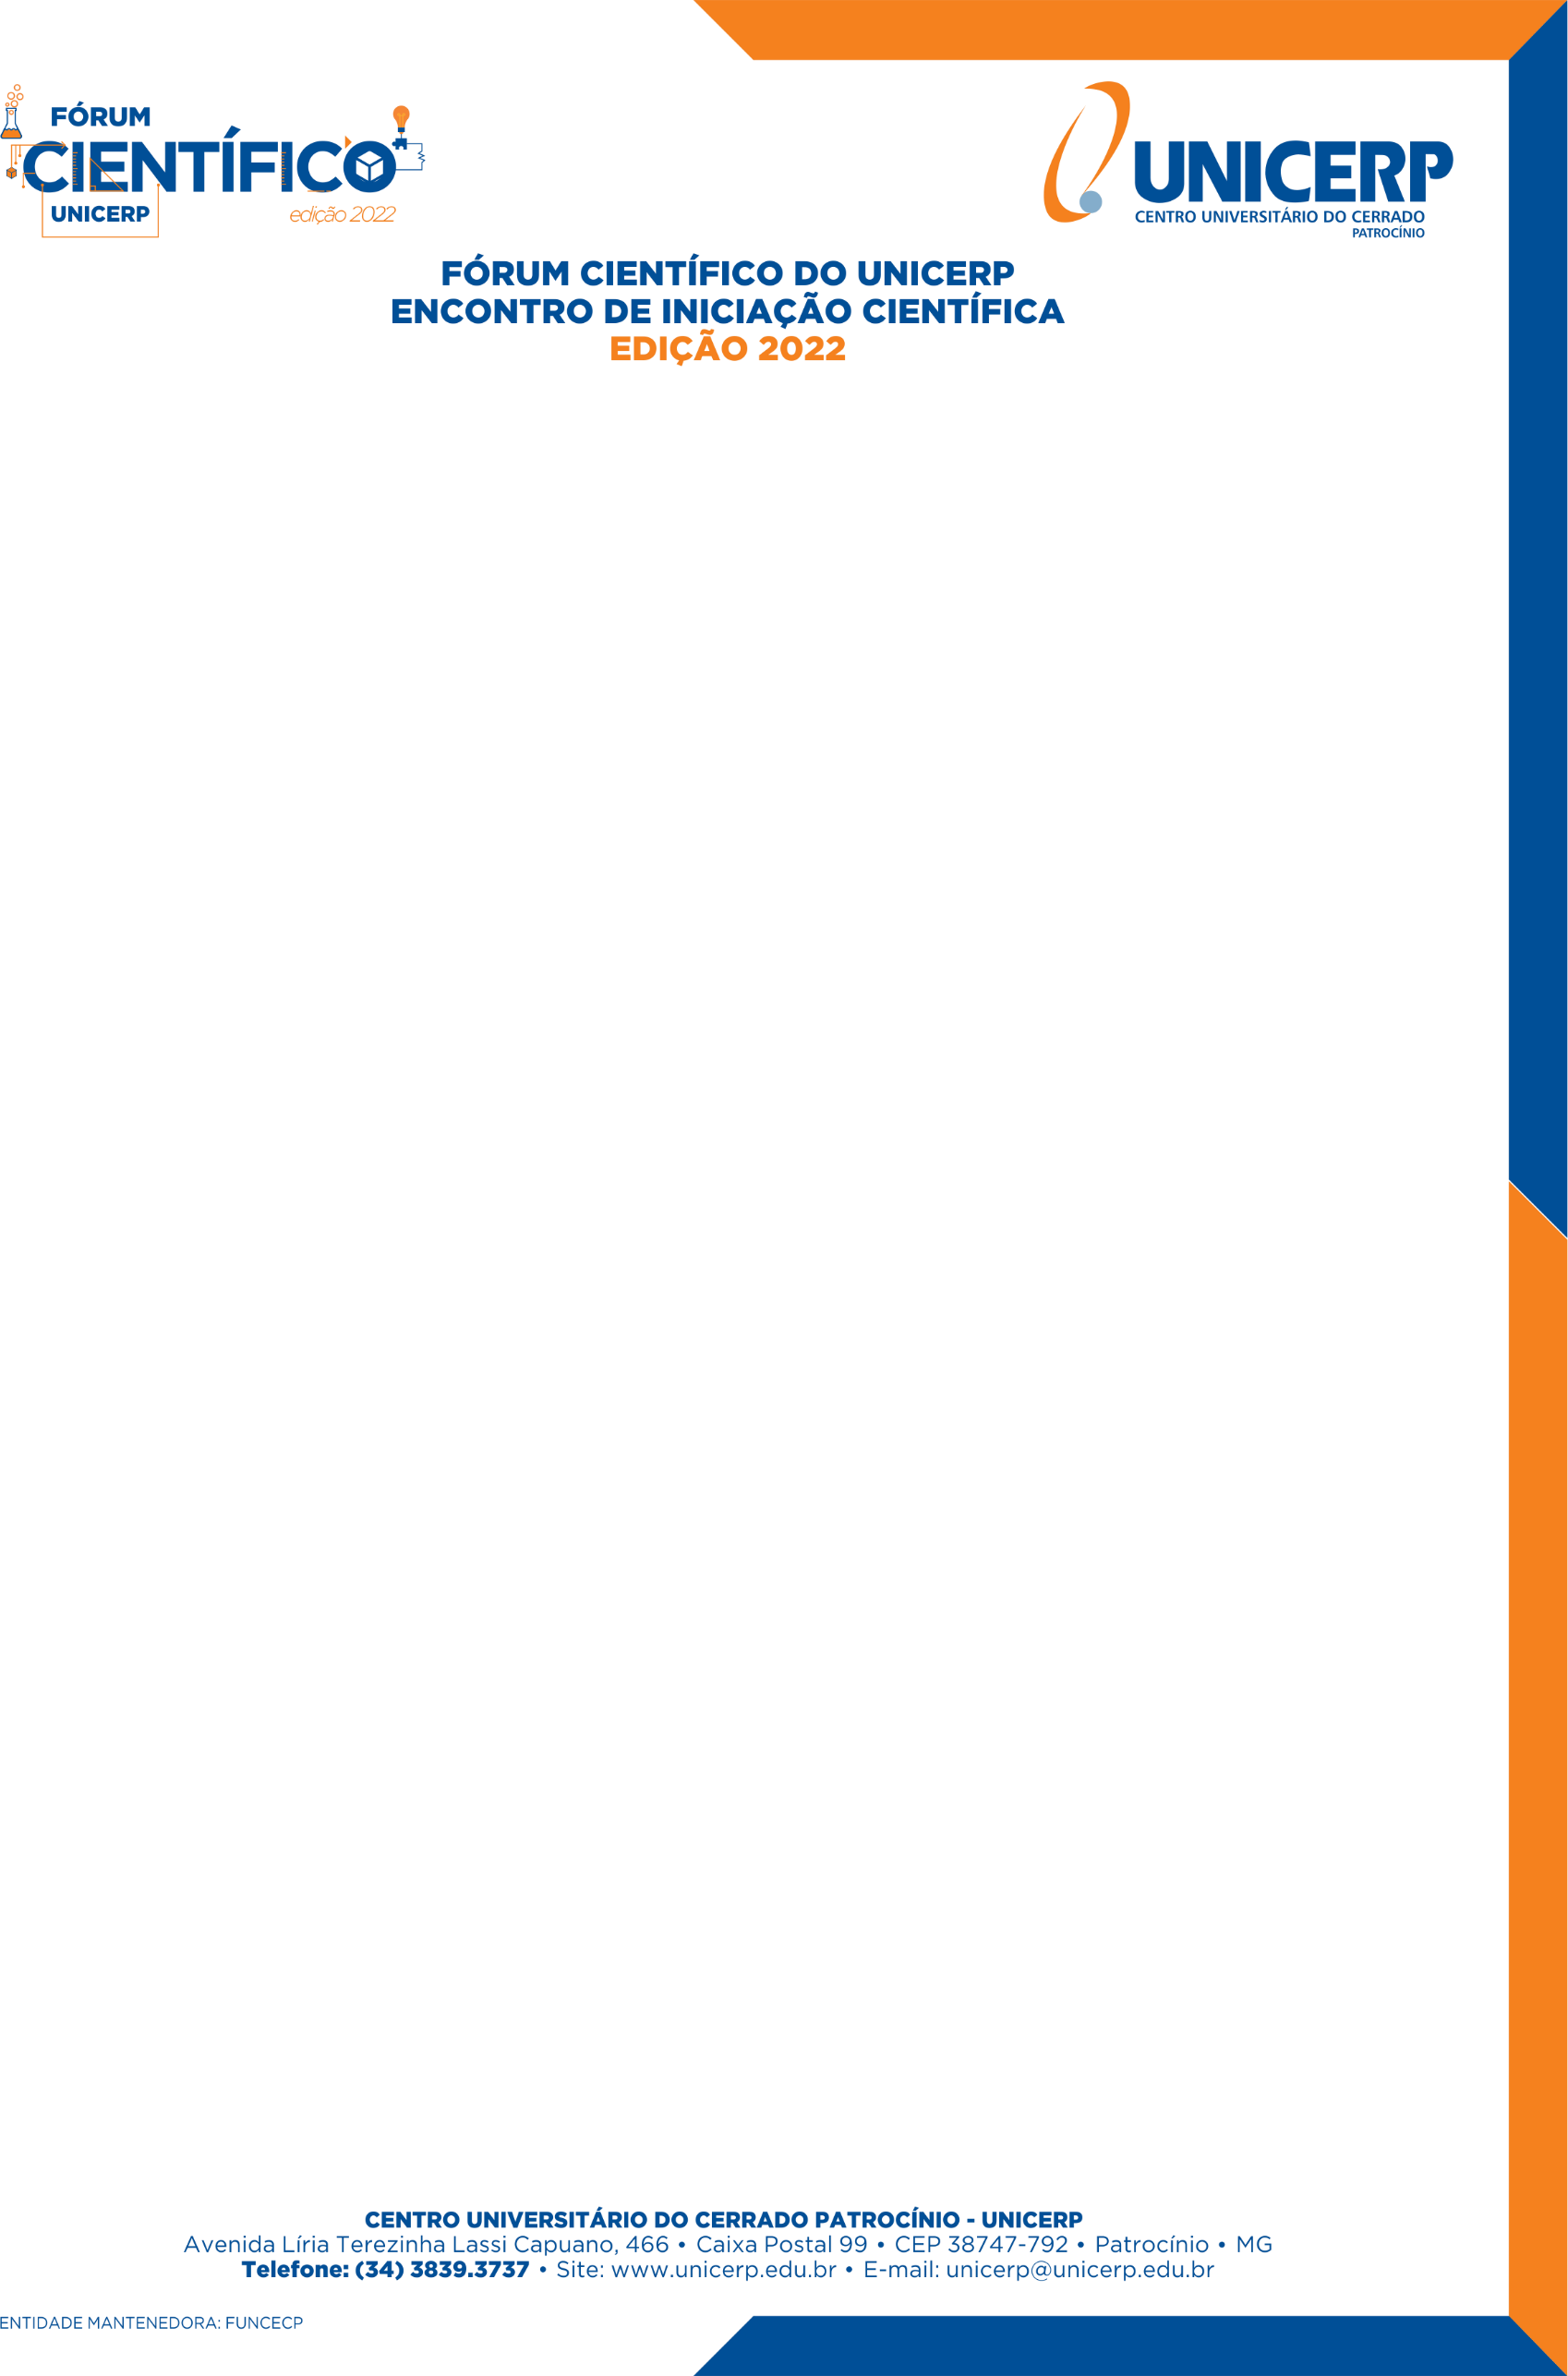 FÓRUM
CIENTÍFICO
UNICERP
edição 2022
UNICERP
CENTRO UNIVERSITÁRIO DO CERRADO
PATROCÍNIO
FÓRUM CIENTÍFICO DO UNICERP
ENCONTRO DE INICIAÇÃO CIENTÍFICA
EDIÇÃO 2022
CENTRO UNIVERSITÁRIO DO CERRADO PATROCÍNIO - UNICERP
Avenida Líria Terezinha Lassi Capuano, 466 • Caixa Postal 99 • CEP 38747-792 • Patrocínio • MG
Telefone: (34) 3839.3737 • Site: www.unicerp.edu.br • E-mail: unicerp@unicerp.edu.br
ENTIDADE MANTENEDORA: FUNCECP